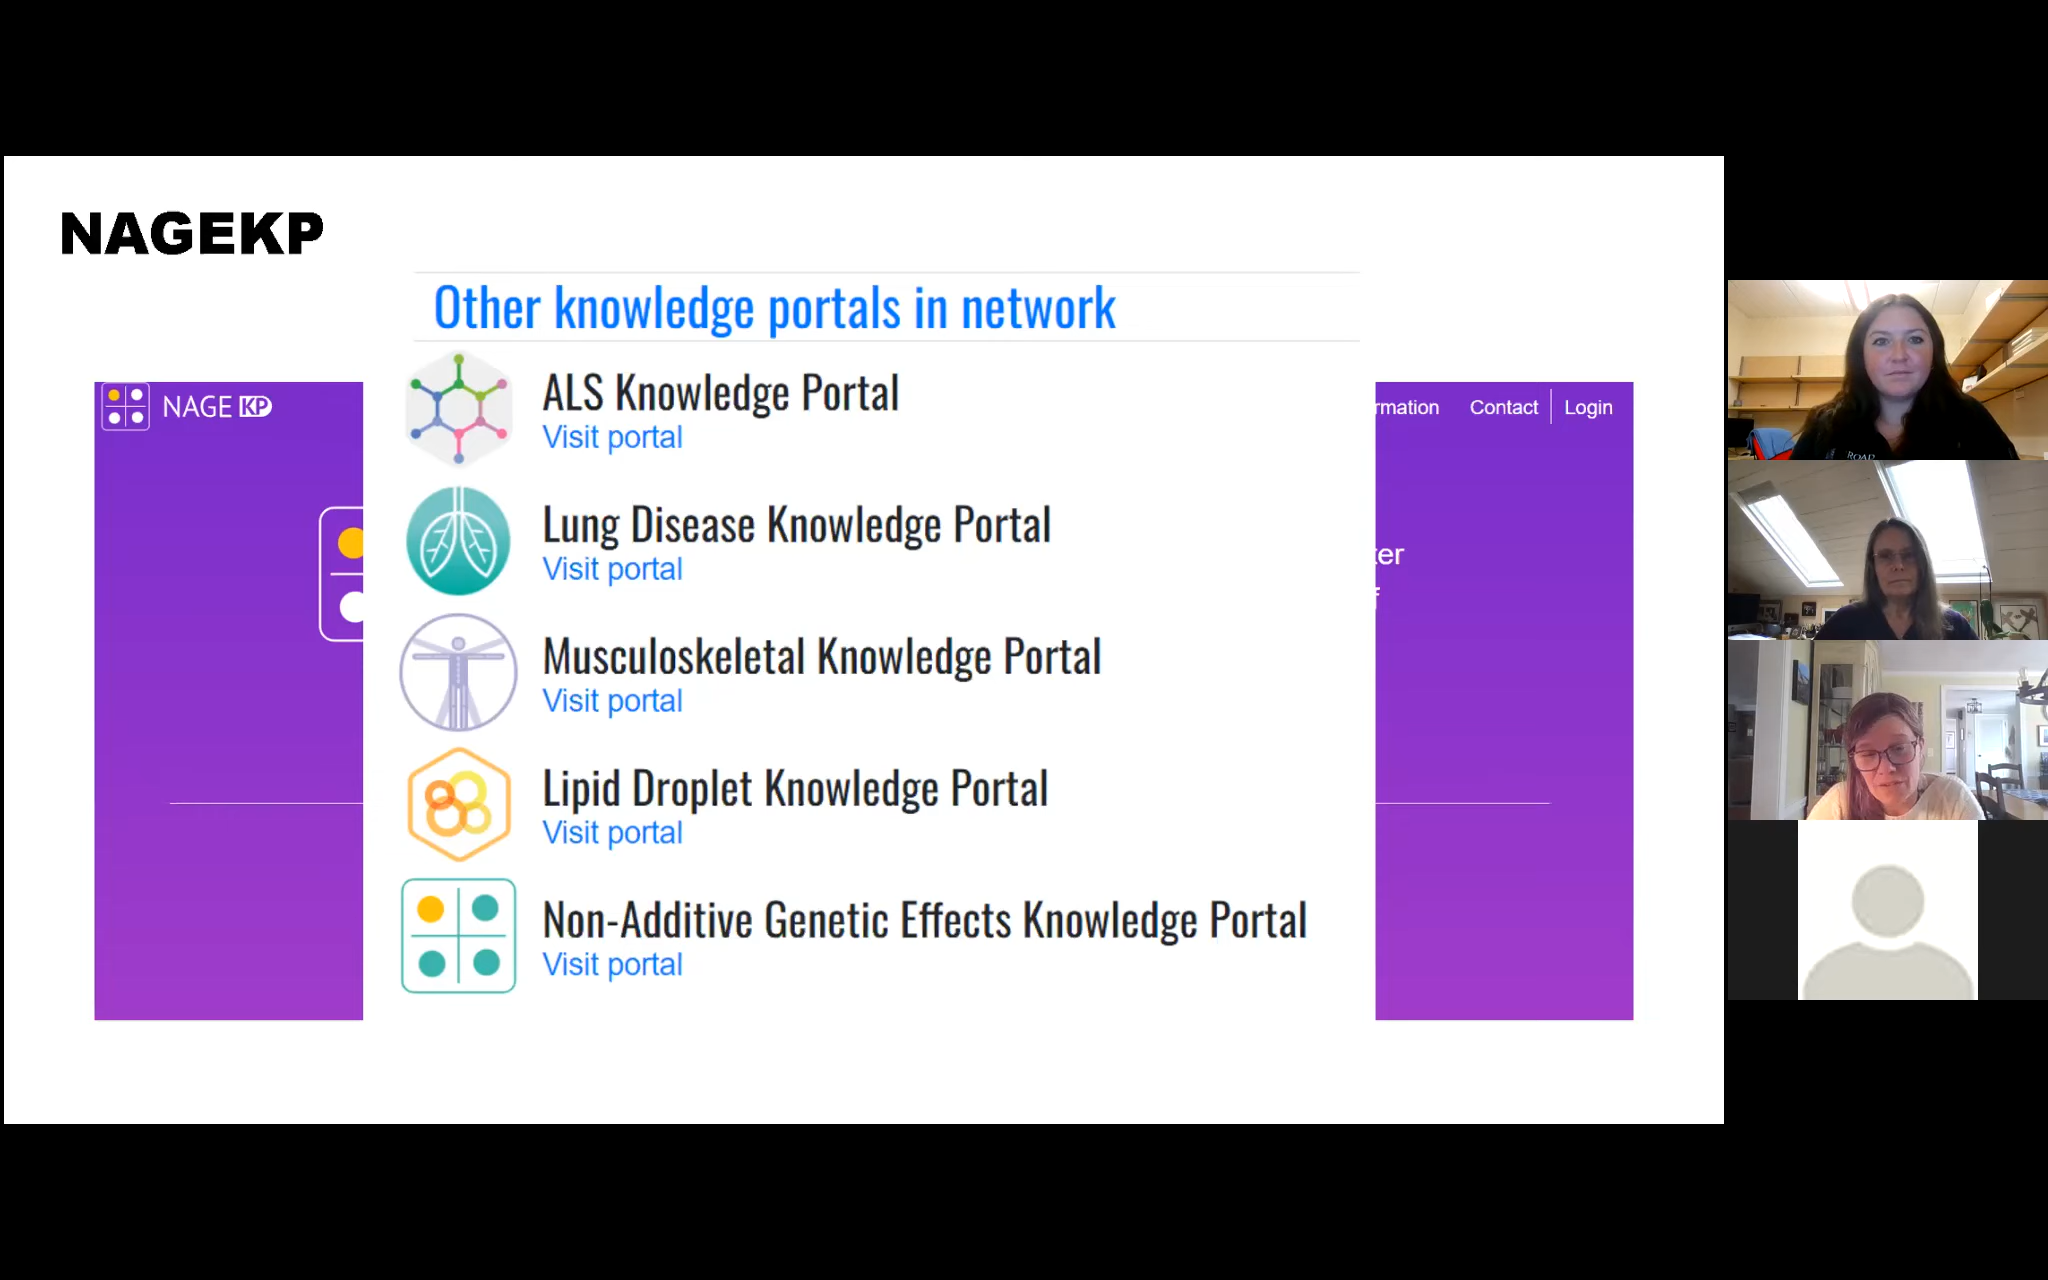 NAGEKP
Other knowledge portals in network
NAGE KP
rmation Contact Login
ALS Knowledge Portal
Visit portal
Lung Disease Knowledge Portal
Visit portal
ter
f
Musculoskeletal Knowledge Portal
Visit portal
Lipid Droplet Knowledge Portal
Visit portal
Non-Additive Genetic Effects Knowledge Portal
Visit portal
ROAD